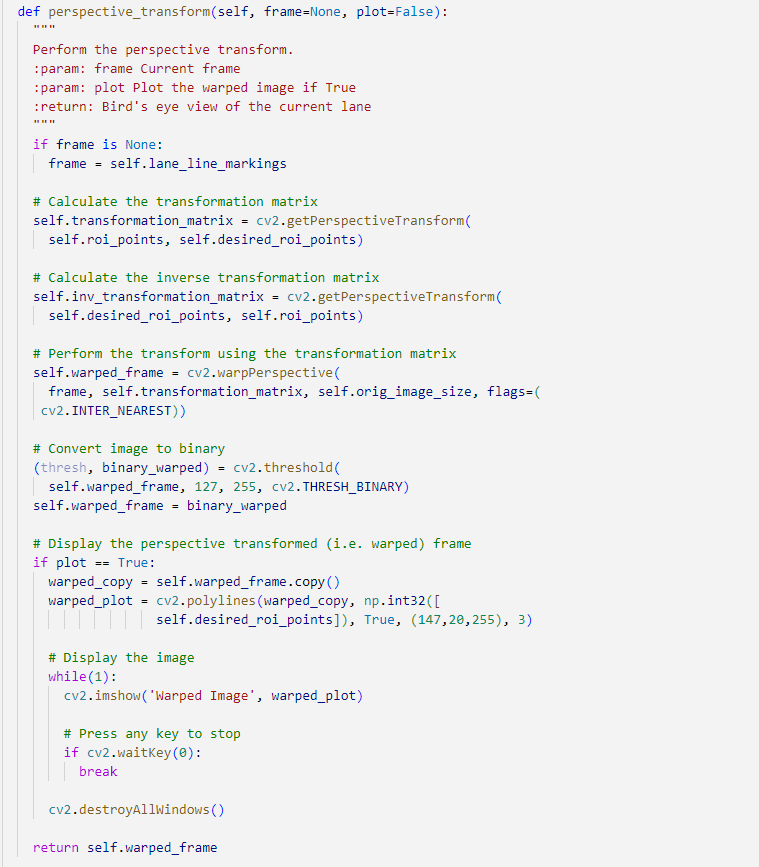 def perspective_transform(self, frame=None, plot=False):
"""
Perform the perspective transform.
:param: frame Current frame
:param: plot Plot the warped image if True
:return: Bird's eye view of the current lane
"""
if frame is None:
frame = self.lane_line_markings
# Calculate the transformation matrix
self.transformation_matrix = cv2.getPerspectiveTransform(
self.roi_points, self.desired_roi_points)
# Calculate the inverse transformation matrix
self.inv_transformation_matrix = cv2.getPerspectiveTransform(
self.desired_roi_points, self.roi_points)
# Perform the transform using the transformation matrix
self.warped_frame = cv2.warpPerspective(
frame, self.transformation_matrix, self.orig_image_size, flags=(
cv2.INTER_NEAREST))
# Convert image to binary
(thresh, binary_warped) = cv2.threshold(
self.warped_frame, 127, 255, cv2.THRESH_BINARY)
self.warped_frame = binary_warped
# Display the perspective transformed (i.e. warped) frame
if plot == True:
warped_copy = self.warped_frame.copy()
warped_plot = cv2.polylines(warped_copy, np.int32([
self.desired_roi_points]), True, (147,20,255), 3)
# Display the image
while(1):
cv2.imshow('Warped Image', warped_plot)
# Press any key to stop
if cv2.waitKey(0):
break
cv2.destroyAllWindows()
return self.warped_frame